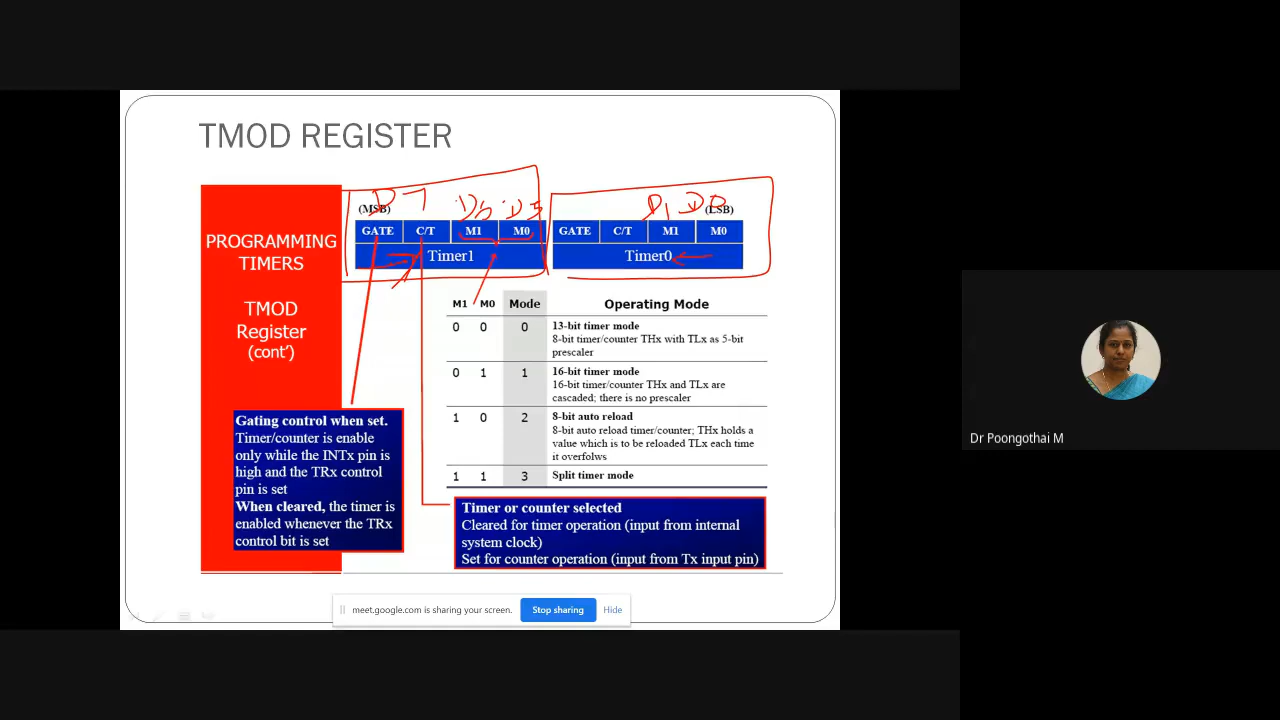 TMOD REGISTER
PROGRAMMING
TIMERS
TMOD
Register
(cont')
D7
D1 D0
(MSB)
(LSB)
GATE C/T M1 M0 GATE C/T M1 M0
Timer1 Timer0
M1 M0 Mode Operating Mode
0 0 0 13-bit timer mode
8-bit timer/counter THx with TLx as 5-bit
prescaler
0 1 1 16-bit timer mode
16-bit timer/counter THx and TLx are
cascaded; there is no prescaler
1 0 2 8-bit auto reload
8-bit auto reload timer/counter; THx holds a
value which is to be reloaded TLx each time
it overfolws
1 1 3 Split timer mode
Gating control when set.
Timer/counter is enable
only while the INTx pin is
high and the TRx control
pin is set
When cleared, the timer is
enabled whenever the TRx
control bit is set
Timer or counter selected
Cleared for timer operation (input from internal
system clock)
Set for counter operation (input from Tx input pin)
meet.google.com is sharing your screen. Stop sharing Hide
Dr Poongothai M